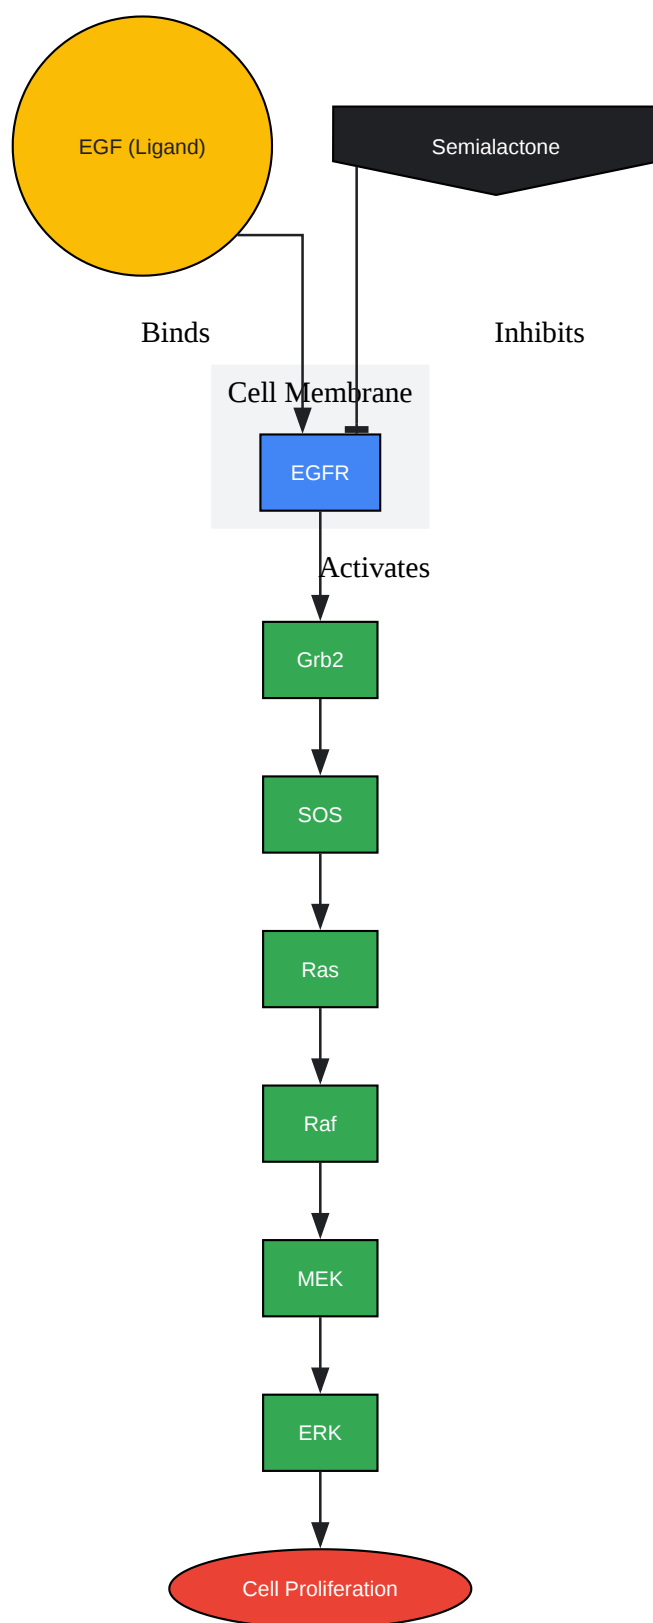 EGF (Ligand)
Semialactone
Binds
Inhibits
Cell Membrane
EGFR
Activates
Grb2
SOS
Ras
Raf
MEK
ERK
Cell Proliferation